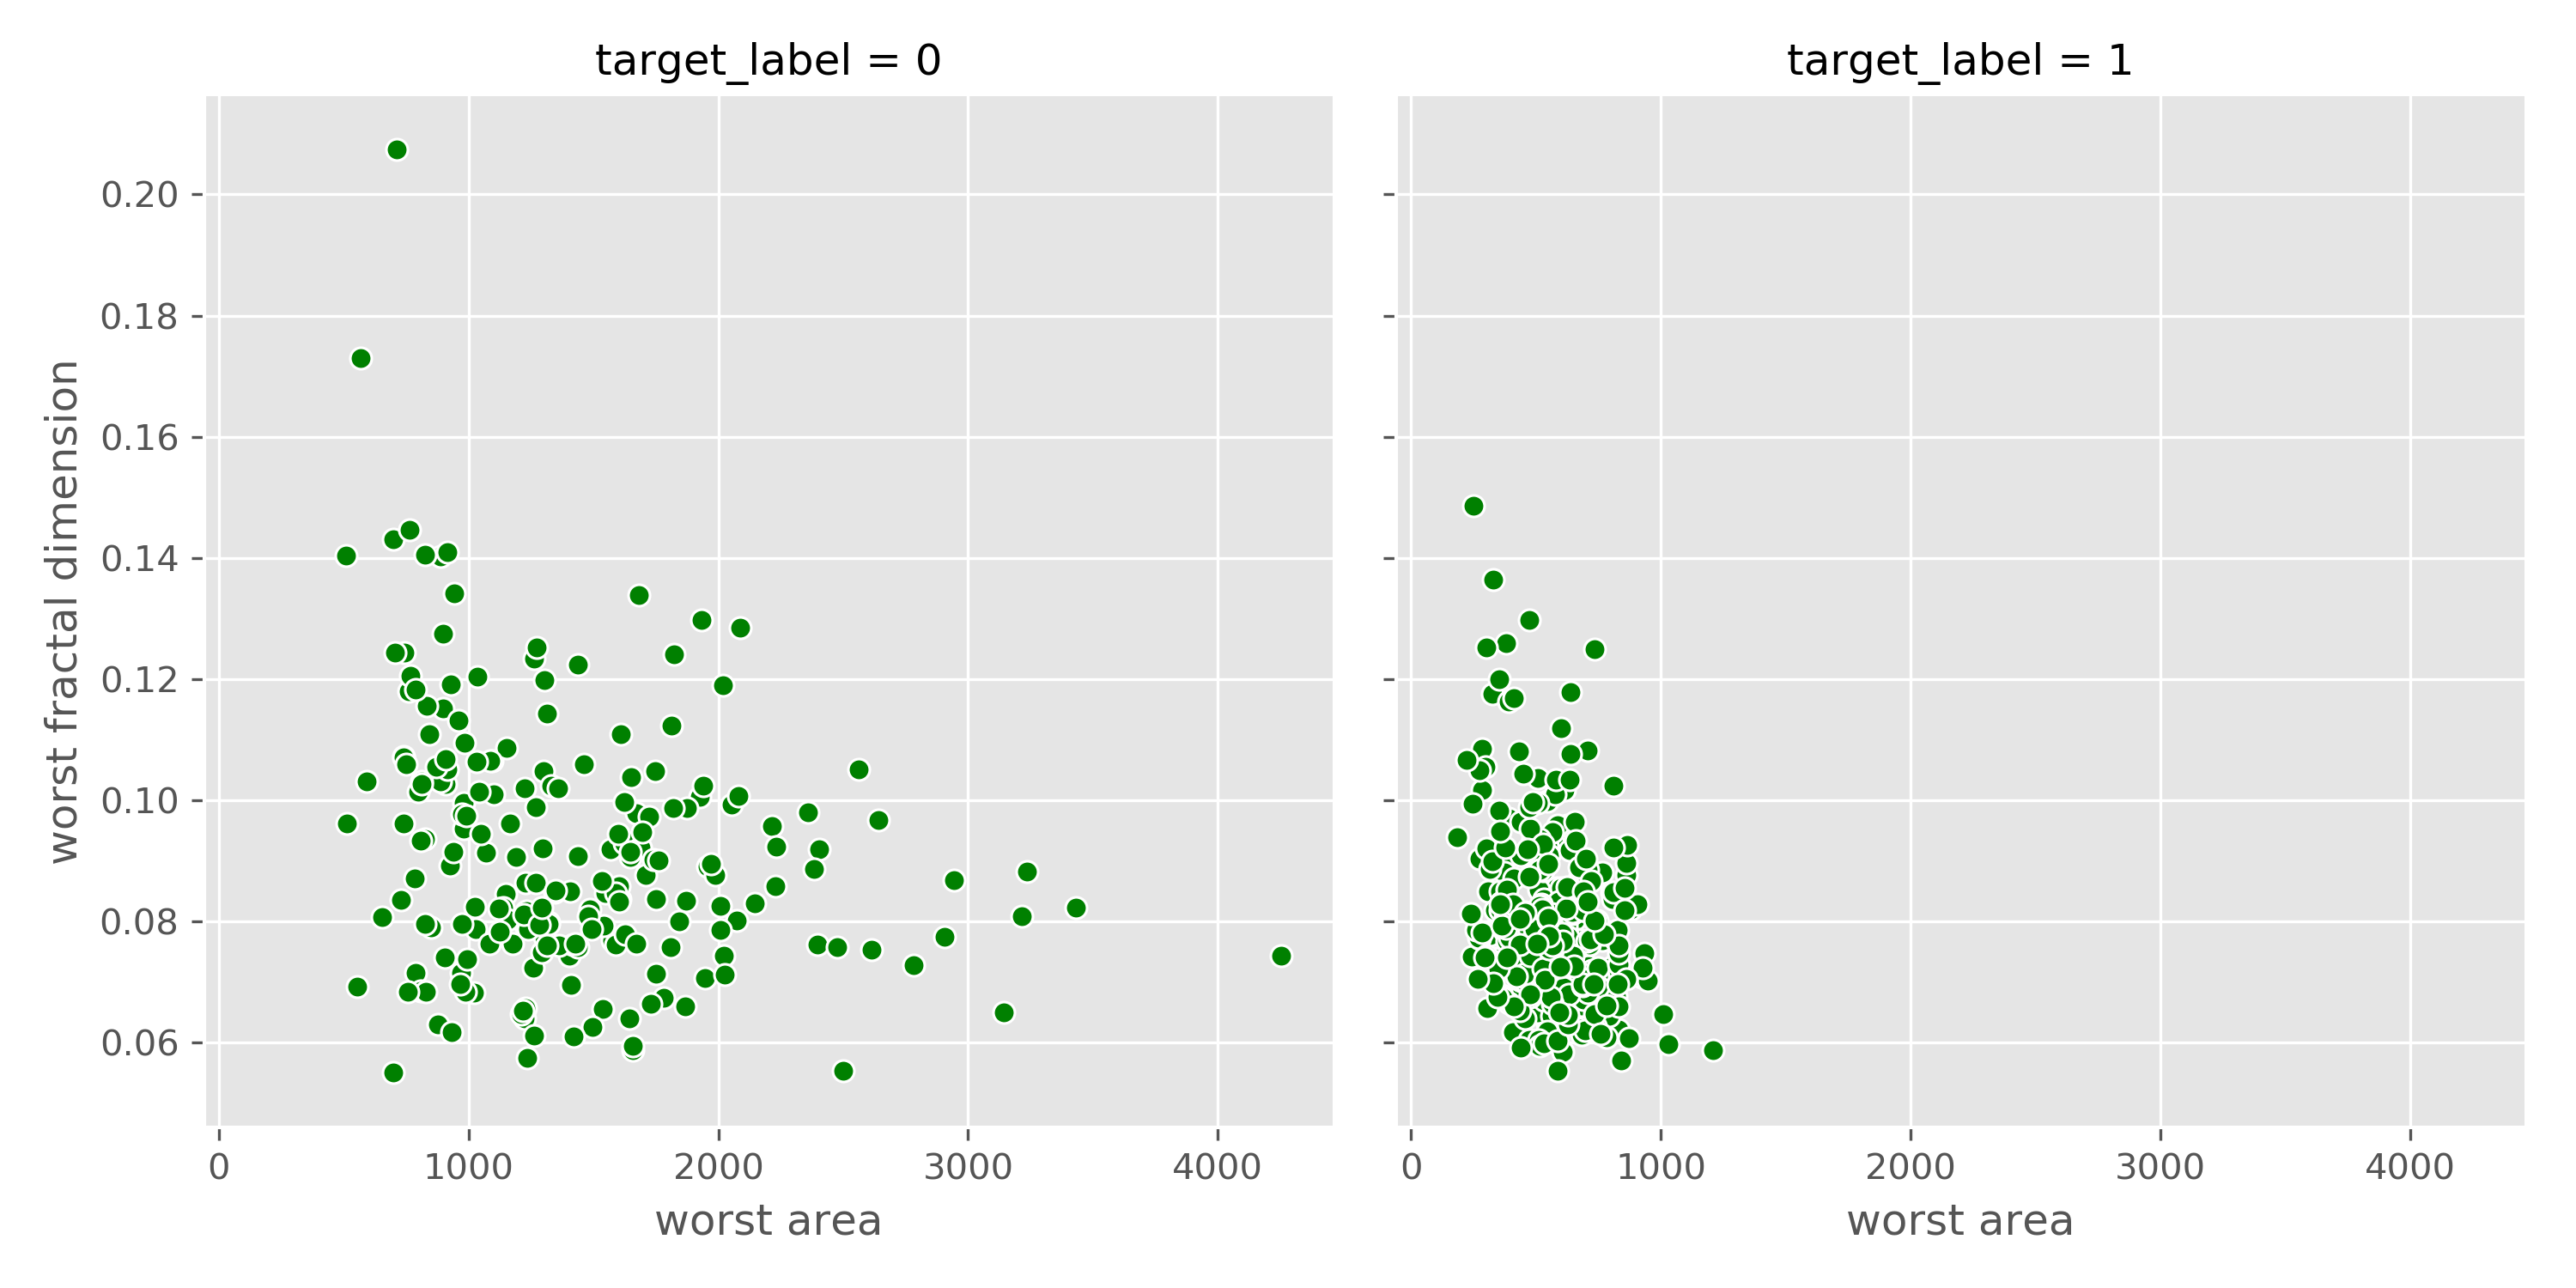 target_label = 0
target_label = 1
worst fractal dimension
0.20
0.18
0.16
0.14
0.12
0.10
0.08
0.06
0 1000 2000 3000 4000
0 1000 2000 3000 4000
worst area
worst area